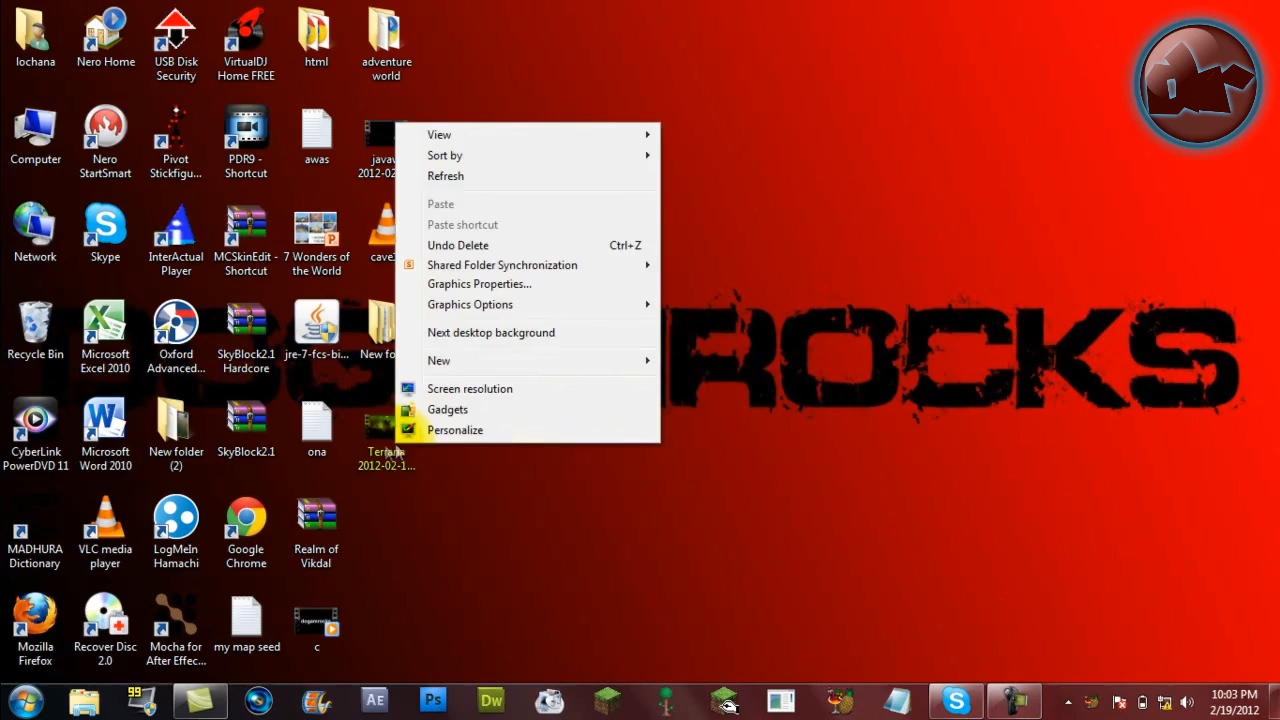 lochana
Nero Home
USB Disk
Security
VirtualDJ
Home FREE
html
adventure
world
Computer
Nero
StartSmart
Pivot
Stickfigu...
PDR9 -
Shortcut
awas
2012-02
Network
Skype
InterActual
Player
MCSkinEdit -
Shortcut
7 Wonders of
the World
cave
Recycle Bin
Microsoft
Excel 2010
Oxford
Advanced...
SkyBlock2.1
Hardcore
jre-7-fcs-bi...
New fo
CyberLink
PowerDVD 11
Microsoft
Word 2010
New folder
(2)
SkyBlock2.1
ona
Terraria
2012-02-1...
MADHURA
Dictionary
VLC media
player
LogMeIn
Hamachi
Google
Chrome
Realm of
Vikdal
Mozilla
Firefox
Recover Disc
2.0
Mocha for
After Effec...
my map seed
dogamrocks
c
View
Sort by
Refresh
Paste
Paste shortcut
Undo Delete Ctrl+Z
Shared Folder Synchronization
Graphics Properties...
Graphics Options
Next desktop background
New
Screen resolution
Gadgets
Personalize
ROCKS
99
Ae
Ps
Dw
10:03 PM
2/19/2012